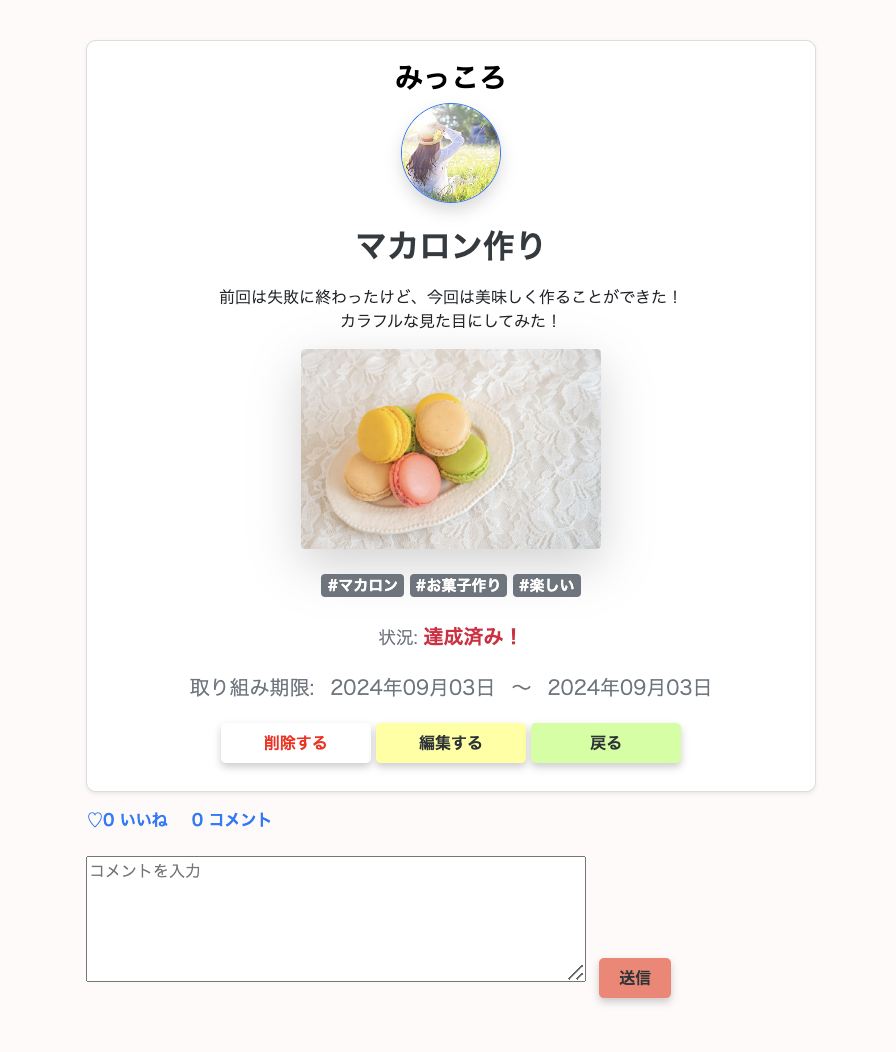 みっころ
マカロン作り
前回は失敗に終わったけど、今回は美味しく作ることができた！
カラフルな見た目にしてみた！
#マカロン #お菓子作り #楽しい
状況: 達成済み！
取り組み期限: 2024年09月03日 〜 2024年09月03日
削除する 編集する 戻る
♡0 いいね 0 コメント
コメントを入力
送信